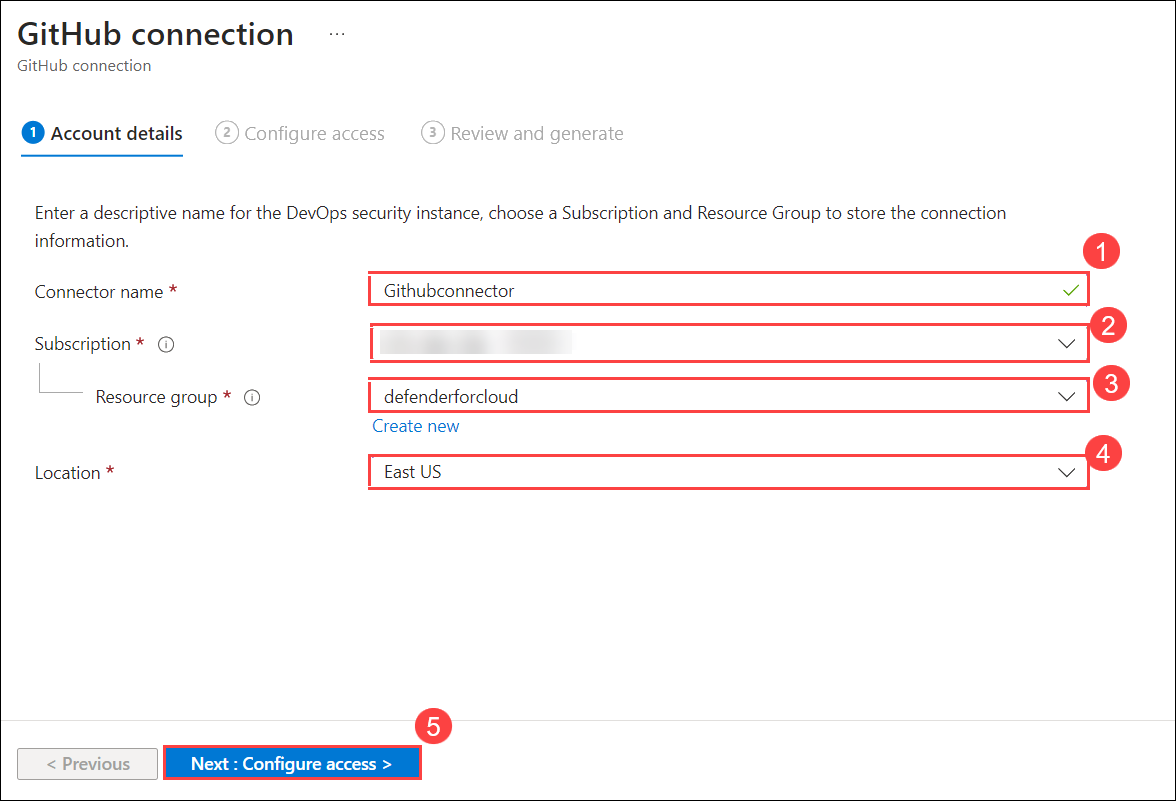 GitHub connection ...
GitHub connection
1 Account details 2 Configure access 3 Review and generate
Enter a descriptive name for the DevOps security instance, choose a Subscription and Resource Group to store the connection
information.
1
Connector name * Githubconnector
2
Subscription *
3
Resource group * defenderforcloud
Create new
4
Location * East US
5
< Previous Next : Configure access >